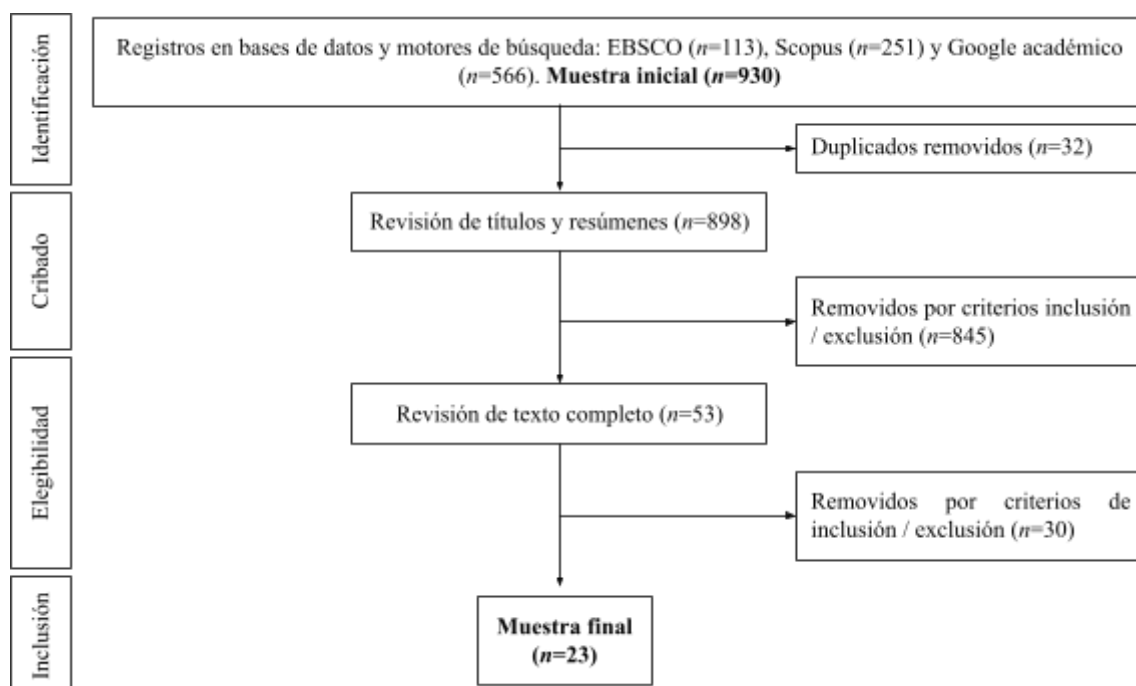 Identificación
Registros en bases de datos y motores de búsqueda: EBSCO (n=113), Scopus (n=251) y Google académico
(n=566). Muestra inicial (n=930)
Duplicados removidos (n=32)
Cribado
Revisión de títulos y resúmenes (n=898)
Removidos por criterios inclusión
/ exclusión (n=845)
Elegibilidad
Revisión de texto completo (n=53)
Removidos por criterios de
inclusión / exclusión (n=30)
Inclusión
Muestra final
(n=23)